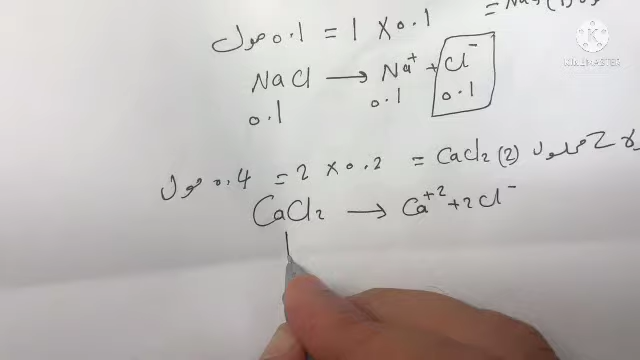 = 1 × 0.1 = 0.1 مول
NaCl → Na⁺ + Cl⁻
0.1 0.1 0.1
محلول (2) CaCl2 = 0.2 × 2 = 0.4 مول
CaCl2 → Ca⁺² + 2Cl⁻
KINEMASTER